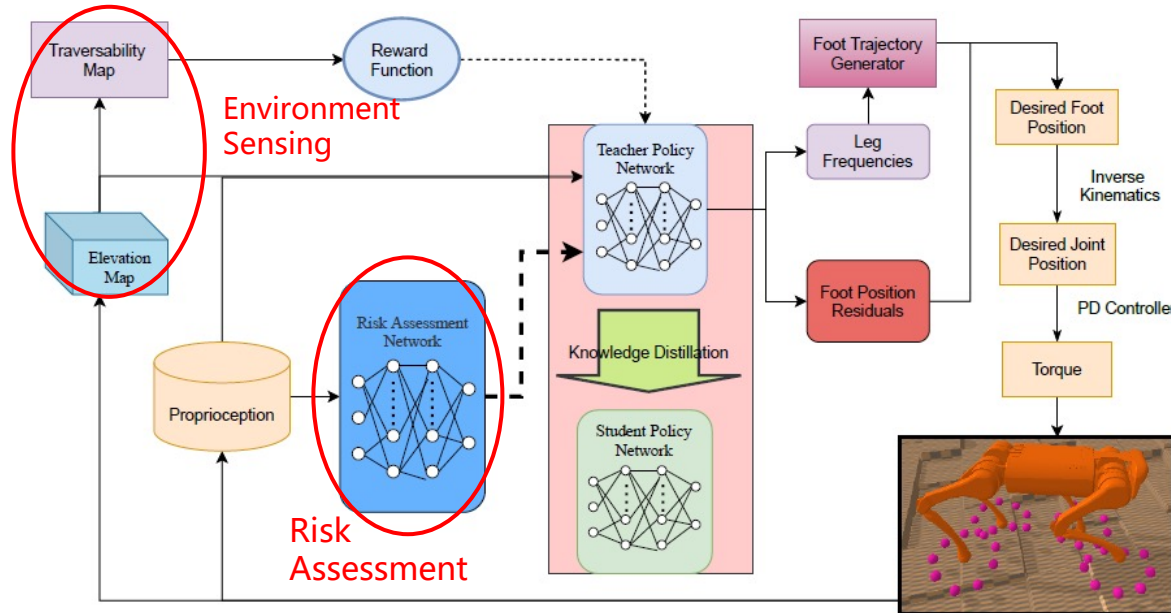 Traversability
Map
Reward
Function
Foot Trajectory
Generator
Environment
Sensing
Desired Foot
Position
Teacher Policy
Network
Leg
Frequencies
Inverse
Kinematics
Elevation
Map
Desired Joint
Position
Foot Position
Residuals
PD Controller
Risk Assessment
Network
Knowledge Distillation
Torque
Proprioception
Student Policy
Network
Risk
Assessment